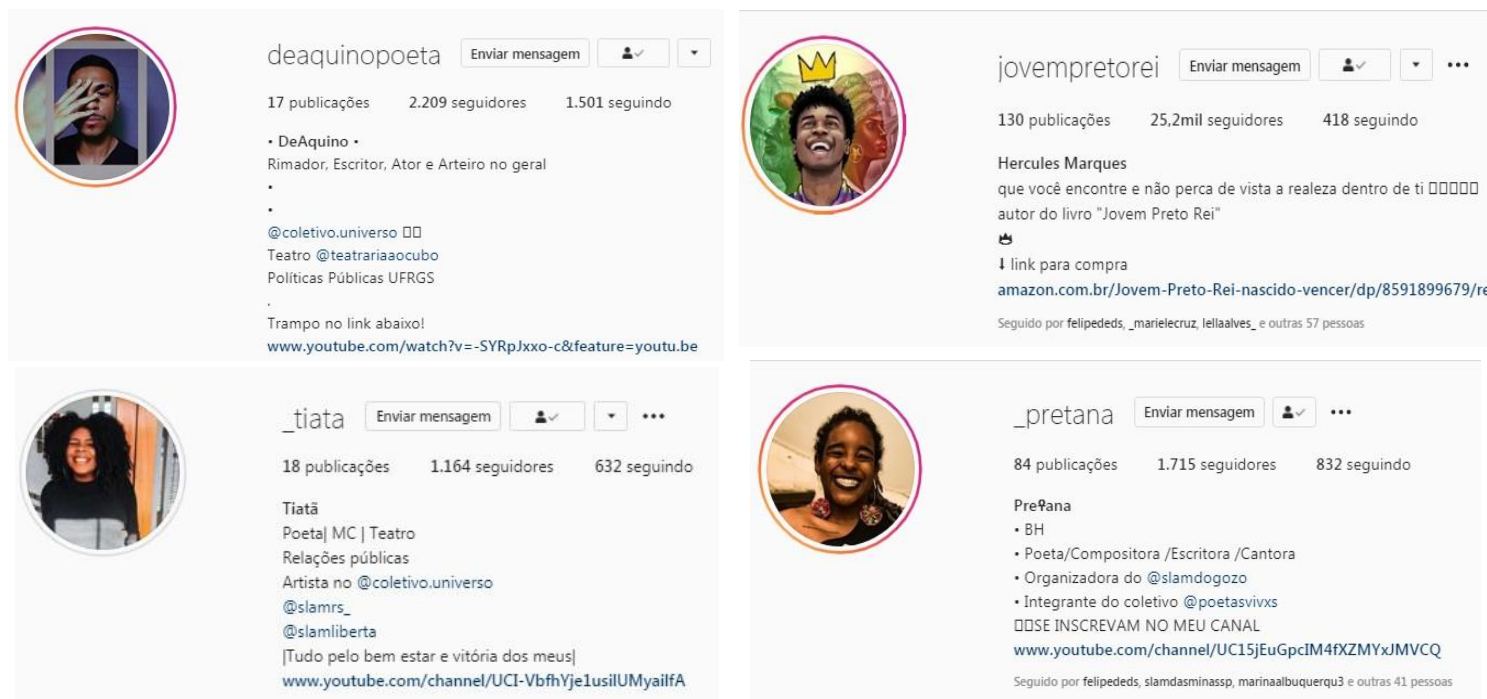 deaquinopoeta Enviar mensagem
17 publicações 2.209 seguidores 1.501 seguindo
• DeAquino •
Rimador, Escritor, Ator e Arteiro no geral
•
•
@coletivo.universo
Teatro @teatrariaaocubo
Políticas Públicas UFRGS
.
Trampo no link abaixo!
www.youtube.com/watch?v=-SYRpJxxo-c&feature=youtu.be
jovempretorei Enviar mensagem
130 publicações 25,2mil seguidores 418 seguindo
Hercules Marques
que você encontre e não perca de vista a realeza dentro de ti
autor do livro "Jovem Preto Rei"
⬇ link para compra
amazon.com.br/Jovem-Preto-Rei-nascido-vencer/dp/8591899679/re
Seguido por felipededs, _marielecruz, lellaalves_ e outras 57 pessoas
_tiata Enviar mensagem
18 publicações 1.164 seguidores 632 seguindo
Tiatã
Poeta| MC | Teatro
Relações públicas
Artista no @coletivo.universo
@slamrs_
@slamliberta
|Tudo pelo bem estar e vitória dos meus|
www.youtube.com/channel/UCI-VbfhYje1usilUMyailfA
_pretana Enviar mensagem
84 publicações 1.715 seguidores 832 seguindo
Pre⚲ana
• BH
• Poeta/Compositora /Escritora /Cantora
• Organizadora do @slamdogozo
• Integrante do coletivo @poetasvivxs
SE INSCREVAM NO MEU CANAL
www.youtube.com/channel/UC15jEuGpcIM4fXZMYxJMVCQ
Seguido por felipededs, slamdasminassp, marinaalbuquerqu3 e outras 41 pessoas